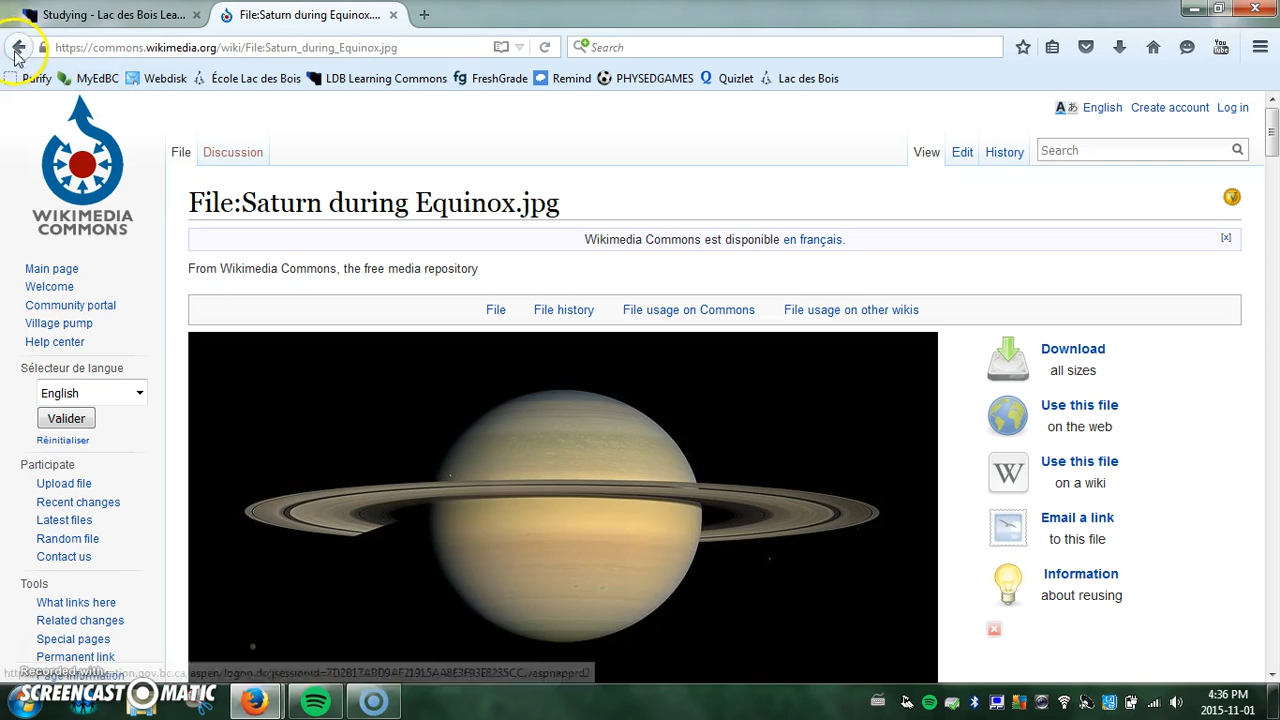 Studying - Lac des Bois Lea...
File:Saturn during Equinox....
https://commons.wikimedia.org/wiki/File:Saturn_during_Equinox.jpg
Search
Purify MyEdBC Webdisk École Lac des Bois LDB Learning Commons FreshGrade Remind PHYSEDGAMES Quizlet Lac des Bois
English Create account Log in
File Discussion View Edit History Search
WIKIMEDIA
COMMONS
File:Saturn during Equinox.jpg
Wikimedia Commons est disponible en français. [x]
From Wikimedia Commons, the free media repository
File File history File usage on Commons File usage on other wikis
Main page
Welcome
Community portal
Village pump
Help center
Sélecteur de langue
English
Valider
Réinitialiser
Participate
Upload file
Recent changes
Latest files
Random file
Contact us
Tools
What links here
Related changes
Special pages
Permanent link
Page information
Download
all sizes
Use this file
on the web
Use this file
on a wiki
Email a link
to this file
Information
about reusing
Recorded with
SCREENCAST MATIC
4:36 PM
2015-11-01